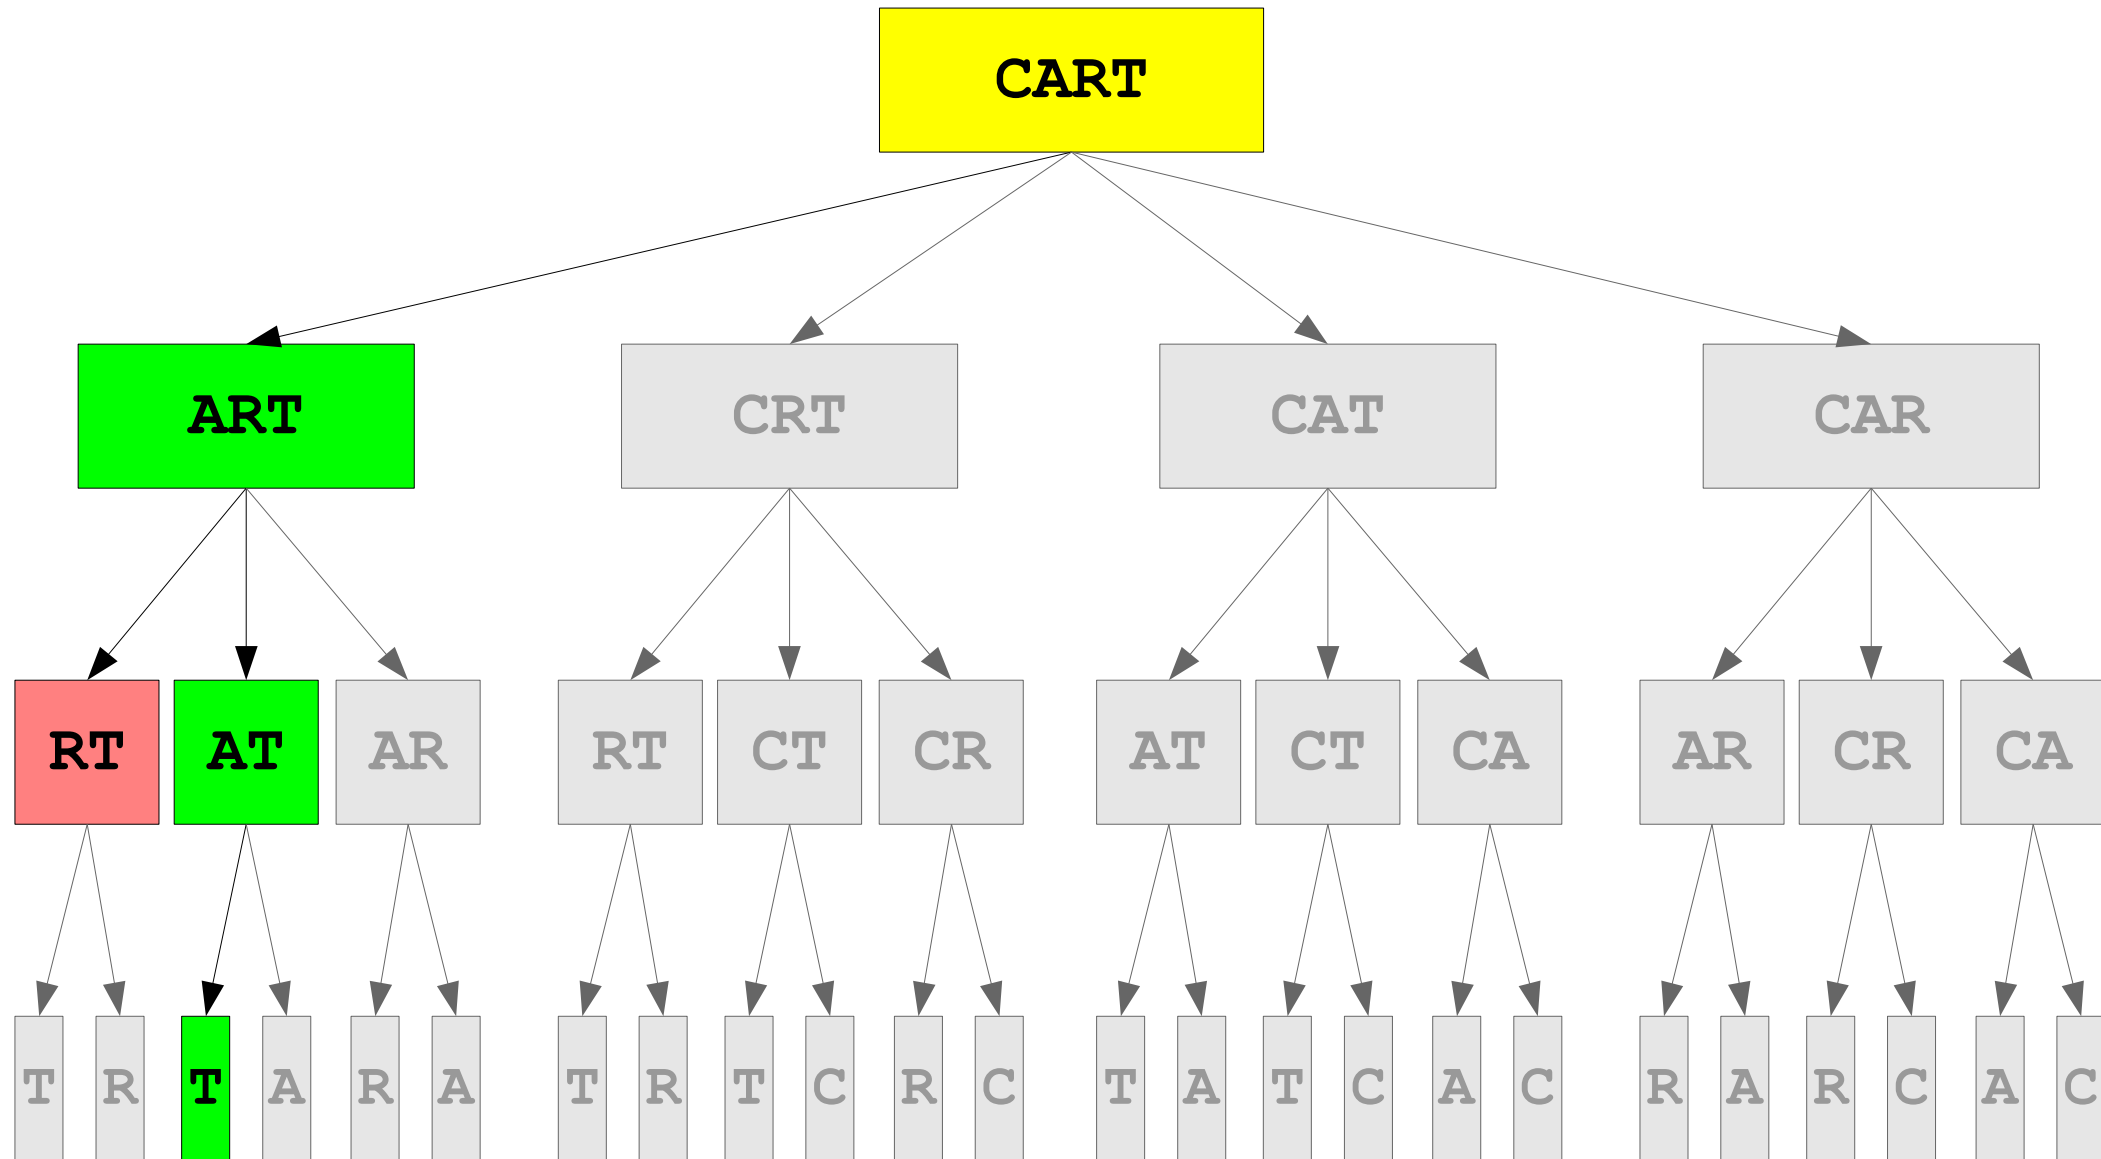 CART
ART CRT CAT CAR
RT AT AR RT CT CR AT CT CA AR CR CA
T R T A R A T R T C R C T A T C A C R A R C A C